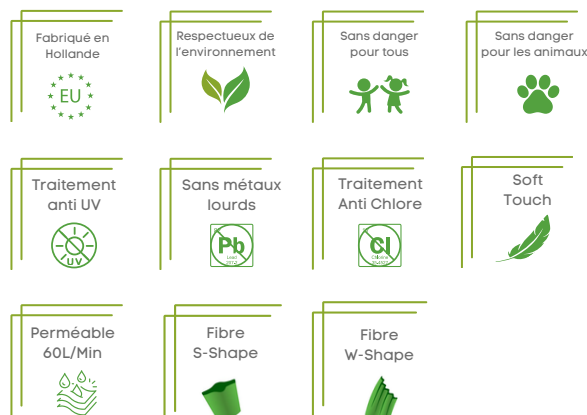 Fabriqué en
Hollande
EU
Respectueux de
l'environnement
Sans danger
pour tous
Sans danger
pour les animaux
Traitement
anti UV
UV
Sans métaux
lourds
Pb
Lead
Traitement
Anti Chlore
Cl
Soft
Touch
Perméable
60L/Min
Fibre
S-Shape
Fibre
W-Shape